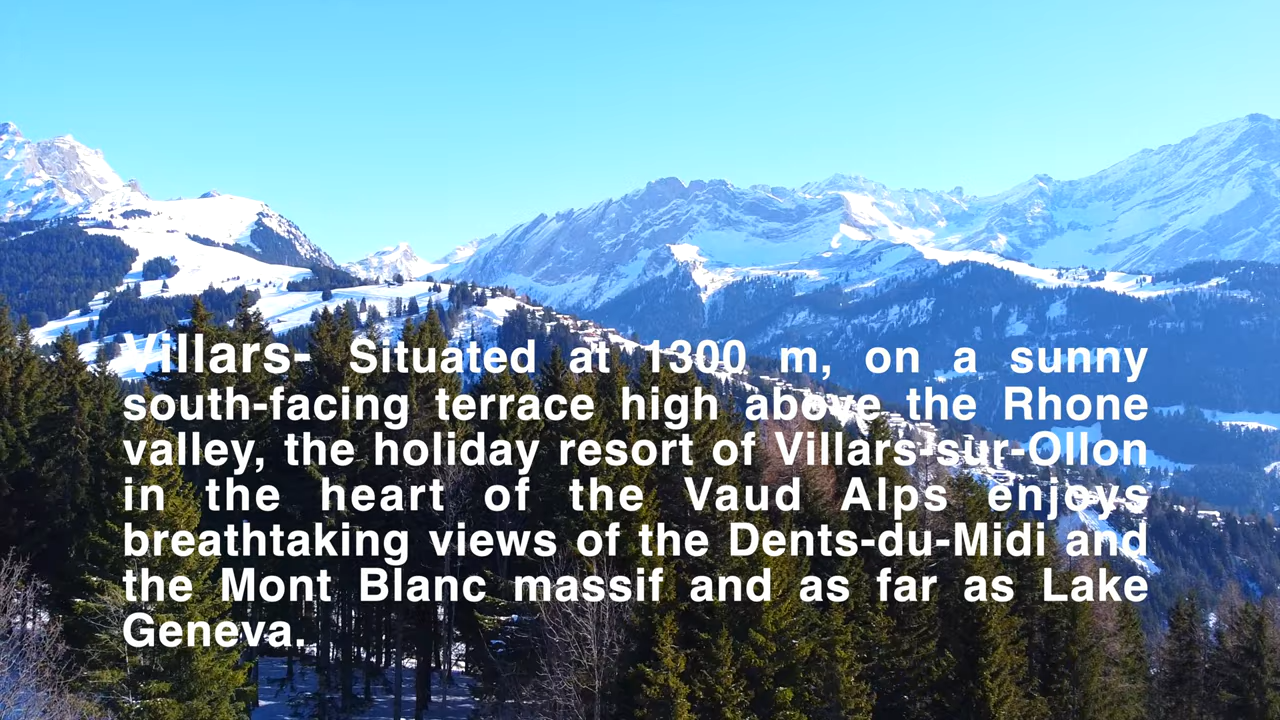 Villars- Situated at 1300 m, on a sunny
south-facing terrace high above the Rhone
valley, the holiday resort of Villars-sur-Ollon
in the heart of the Vaud Alps enjoys
breathtaking views of the Dents-du-Midi and
the Mont Blanc massif and as far as Lake
Geneva.